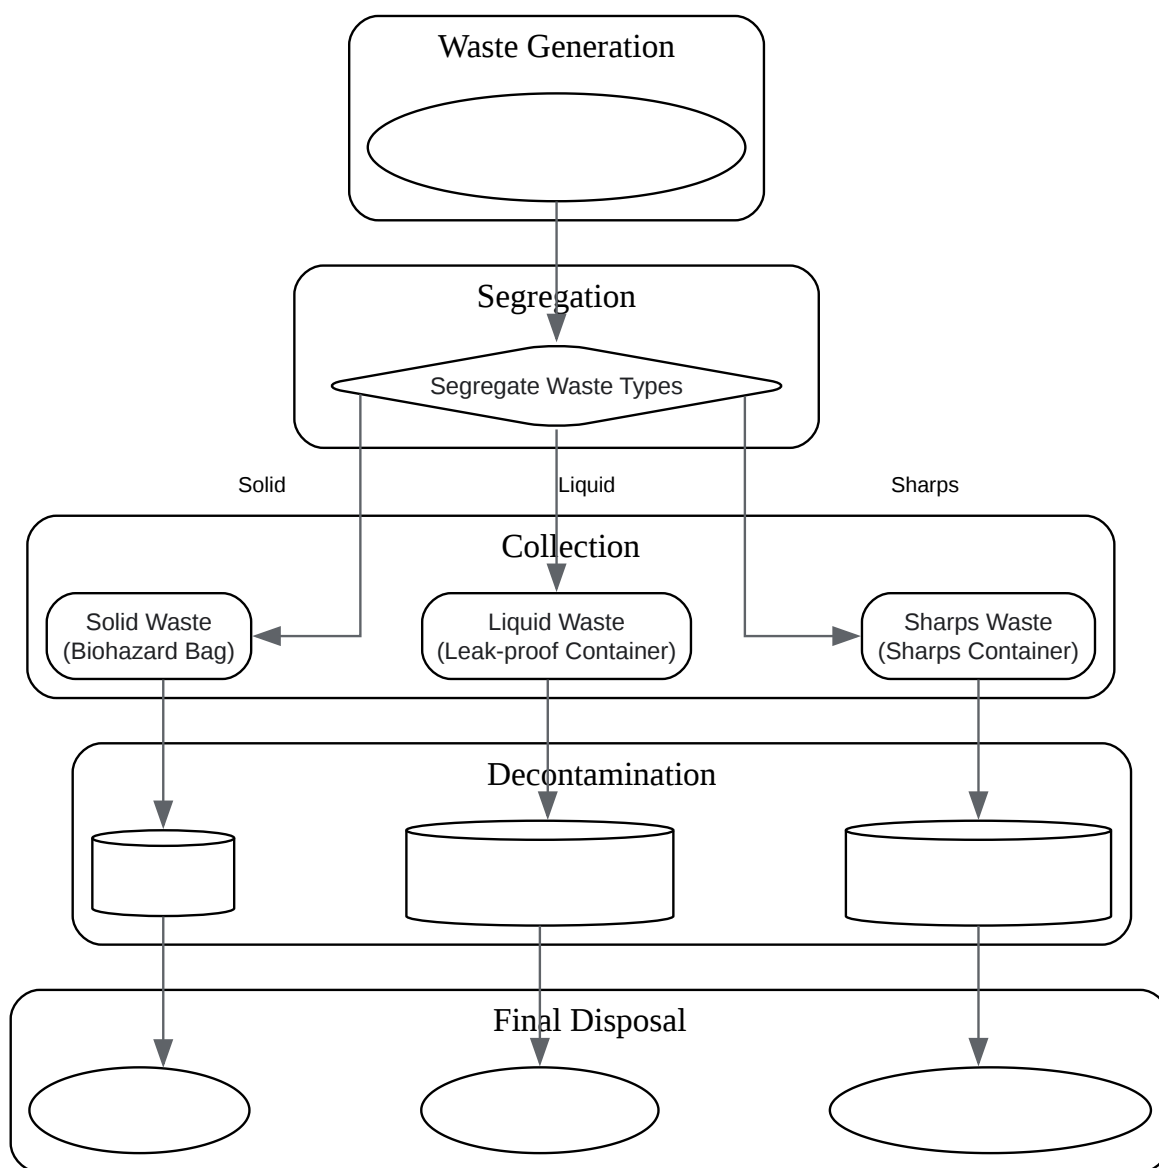 Waste Generation
Segregation
Segregate Waste Types
Solid
Liquid
Sharps
Collection
Solid Waste
(Biohazard Bag)
Liquid Waste
(Leak-proof Container)
Sharps Waste
(Sharps Container)
Decontamination
Final Disposal